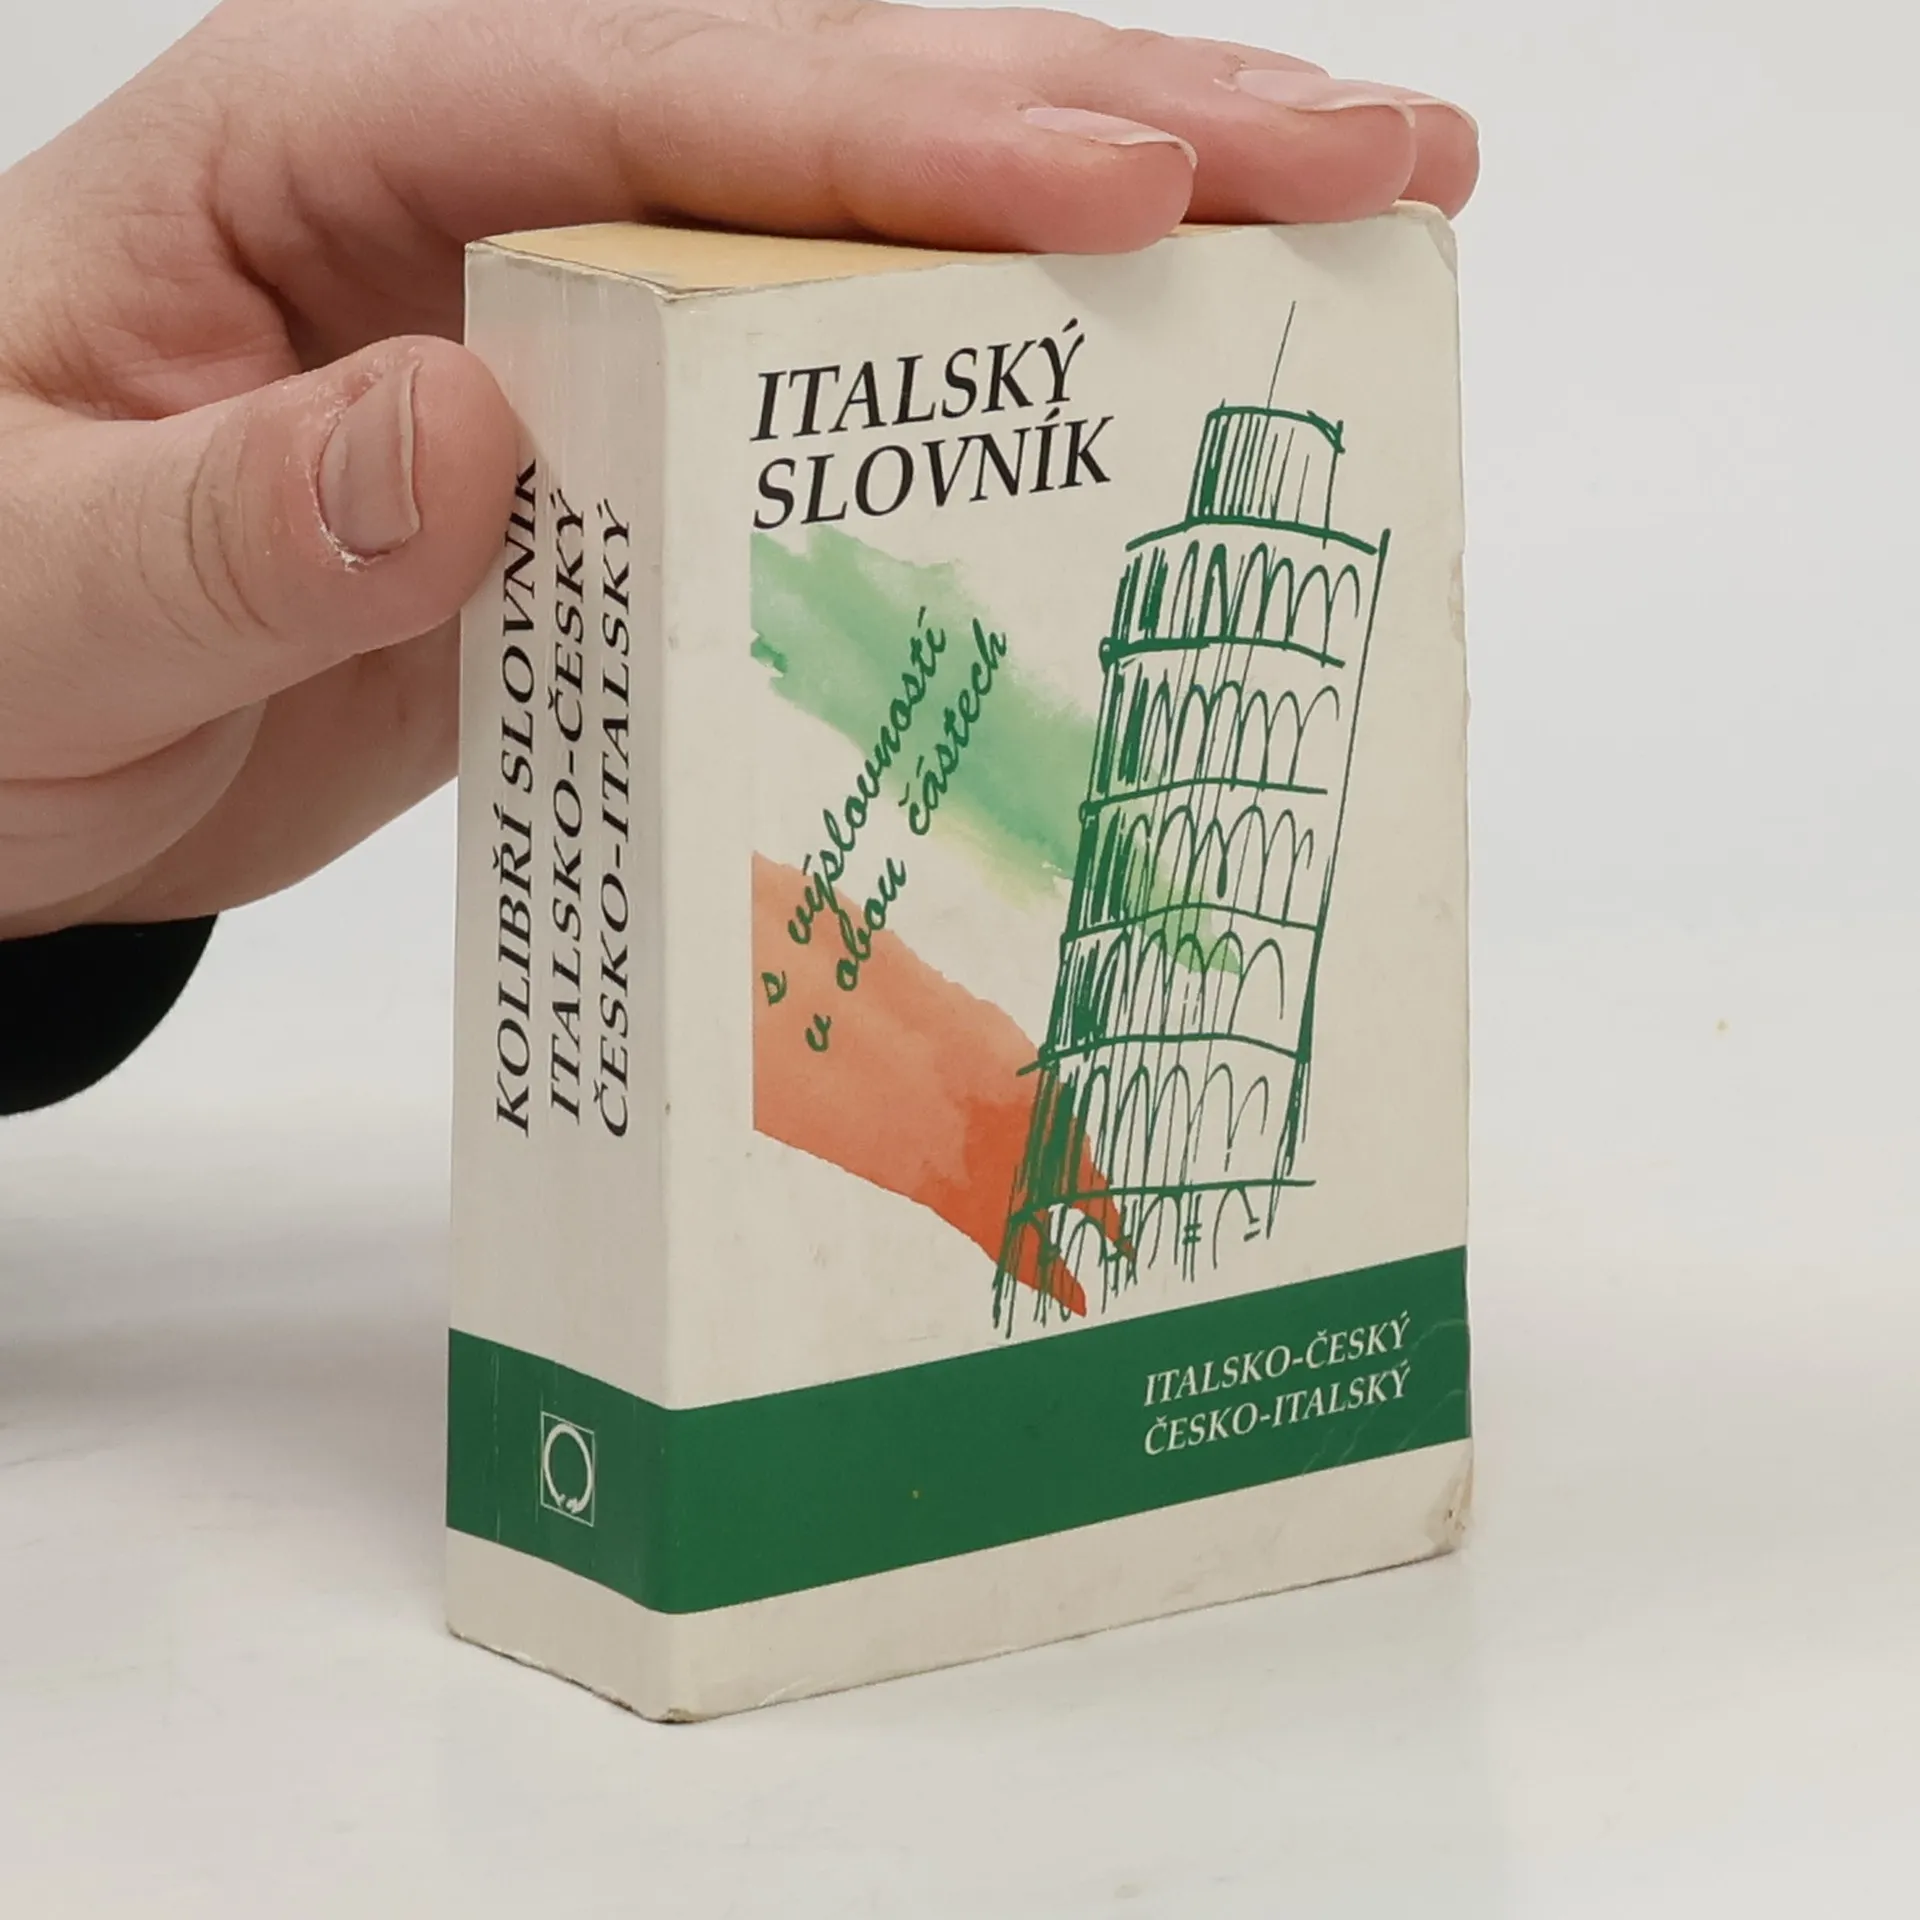 ITALSKÝ
SLOVNÍK
s výslovností
u obou částech
ITALSKO-ČESKÝ
ČESKO-ITALSKÝ
KOLIBŘÍ SLOVNÍK
ITALSKO-ČESKÝ
ČESKO-ITALSKÝ